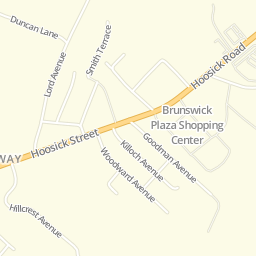 Duncan Lane
Lord Avenue
Smith Terrace
Hoosick Road
Brunswick
Plaza Shopping
Center
WAY
Hoosick Street
Goodman Avenue
Killoch Avenue
Woodward Avenue
Hillcrest Avenue